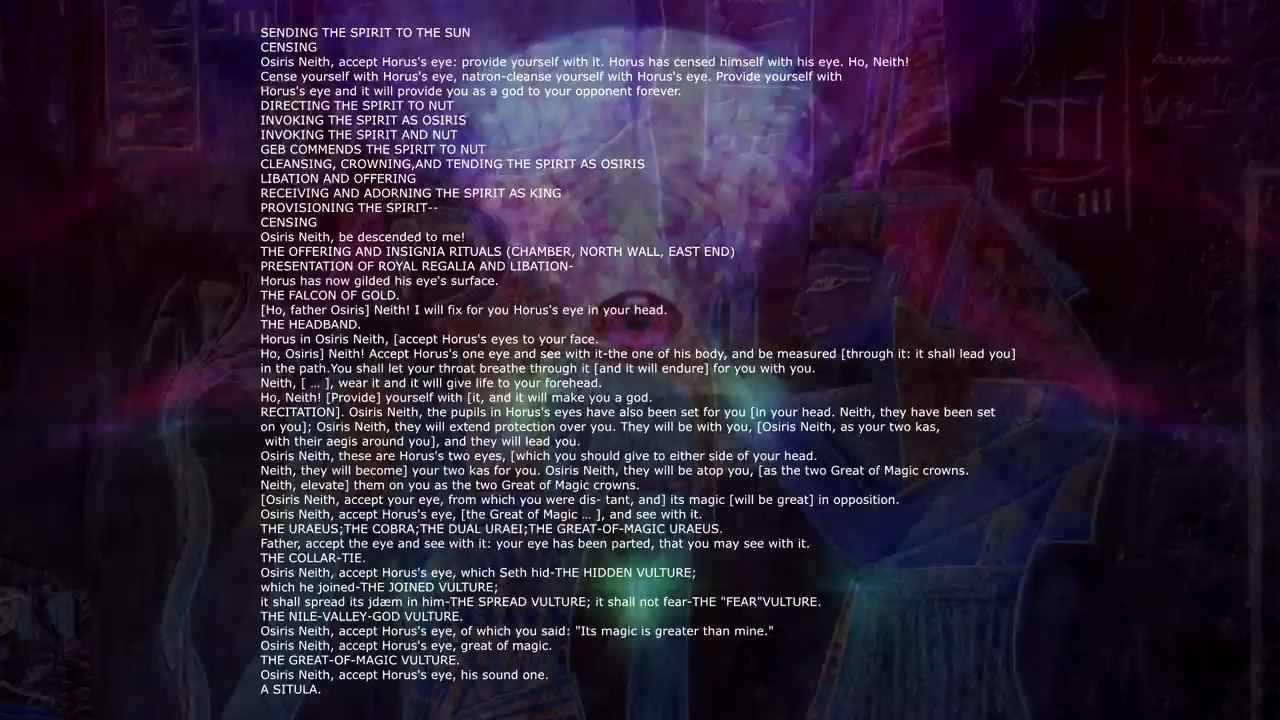 SENDING THE SPIRIT TO THE SUN
CENSING
Osiris Neith, accept Horus's eye: provide yourself with it. Horus has censed himself with his eye. Ho, Neith!
Cense yourself with Horus's eye, natron-cleanse yourself with Horus's eye. Provide yourself with
Horus's eye and it will provide you as a god to your opponent forever.
DIRECTING THE SPIRIT TO NUT
INVOKING THE SPIRIT AS OSIRIS
INVOKING THE SPIRIT AND NUT
GEB COMMENDS THE SPIRIT TO NUT
CLEANSING, CROWNING,AND TENDING THE SPIRIT AS OSIRIS
LIBATION AND OFFERING
RECEIVING AND ADORNING THE SPIRIT AS KING
PROVISIONING THE SPIRIT--
CENSING
Osiris Neith, be descended to me!
THE OFFERING AND INSIGNIA RITUALS (CHAMBER, NORTH WALL, EAST END)
PRESENTATION OF ROYAL REGALIA AND LIBATION-
Horus has now gilded his eye's surface.
THE FALCON OF GOLD.
[Ho, father Osiris] Neith! I will fix for you Horus's eye in your head.
THE HEADBAND.
Horus in Osiris Neith, [accept Horus's eyes to your face.
Ho, Osiris] Neith! Accept Horus's one eye and see with it-the one of his body, and be measured [through it: it shall lead you]
in the path.You shall let your throat breathe through it [and it will endure] for you with you.
Neith, [ ... ], wear it and it will give life to your forehead.
Ho, Neith! [Provide] yourself with [it, and it will make you a god.
RECITATION]. Osiris Neith, the pupils in Horus's eyes have also been set for you [in your head. Neith, they have been set
on you]; Osiris Neith, they will extend protection over you. They will be with you, [Osiris Neith, as your two kas,
with their aegis around you], and they will lead you.
Osiris Neith, these are Horus's two eyes, [which you should give to either side of your head.
Neith, they will become] your two kas for you. Osiris Neith, they will be atop you, [as the two Great of Magic crowns.
Neith, elevate] them on you as the two Great of Magic crowns.
[Osiris Neith, accept your eye, from which you were dis- tant, and] its magic [will be great] in opposition.
Osiris Neith, accept Horus's eye, [the Great of Magic ... ], and see with it.
THE URAEUS;THE COBRA;THE DUAL URAEI;THE GREAT-OF-MAGIC URAEUS.
Father, accept the eye and see with it: your eye has been parted, that you may see with it.
THE COLLAR-TIE.
Osiris Neith, accept Horus's eye, which Seth hid-THE HIDDEN VULTURE;
which he joined-THE JOINED VULTURE;
it shall spread its jdæm in him-THE SPREAD VULTURE; it shall not fear-THE "FEAR"VULTURE.
THE NILE-VALLEY-GOD VULTURE.
Osiris Neith, accept Horus's eye, of which you said: "Its magic is greater than mine."
Osiris Neith, accept Horus's eye, great of magic.
THE GREAT-OF-MAGIC VULTURE.
Osiris Neith, accept Horus's eye, his sound one.
A SITULA.